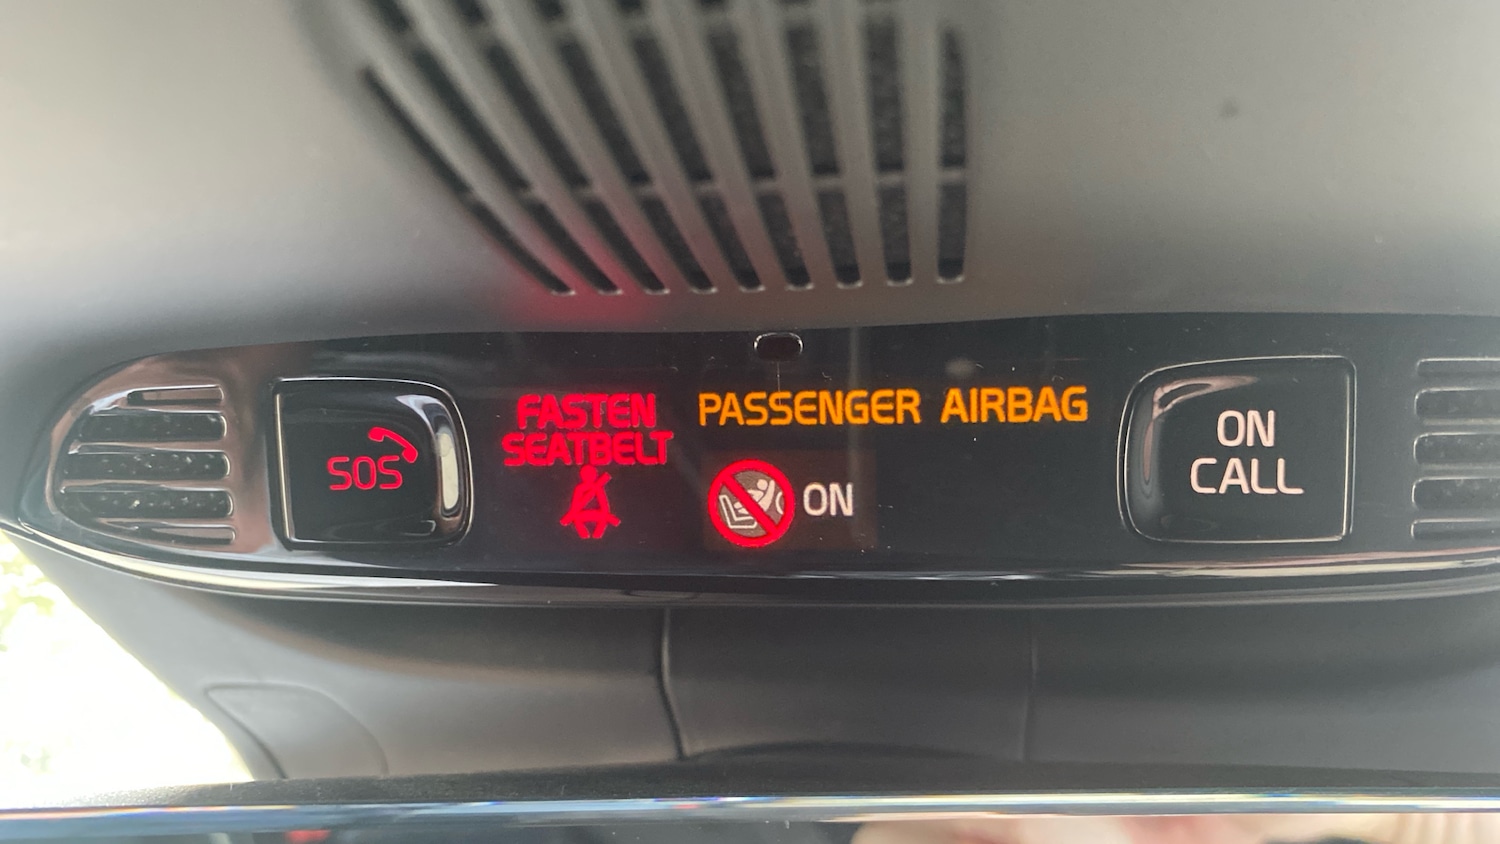 SOS
FASTEN
SEATBELT
PASSENGER AIRBAG
ON
ON
CALL